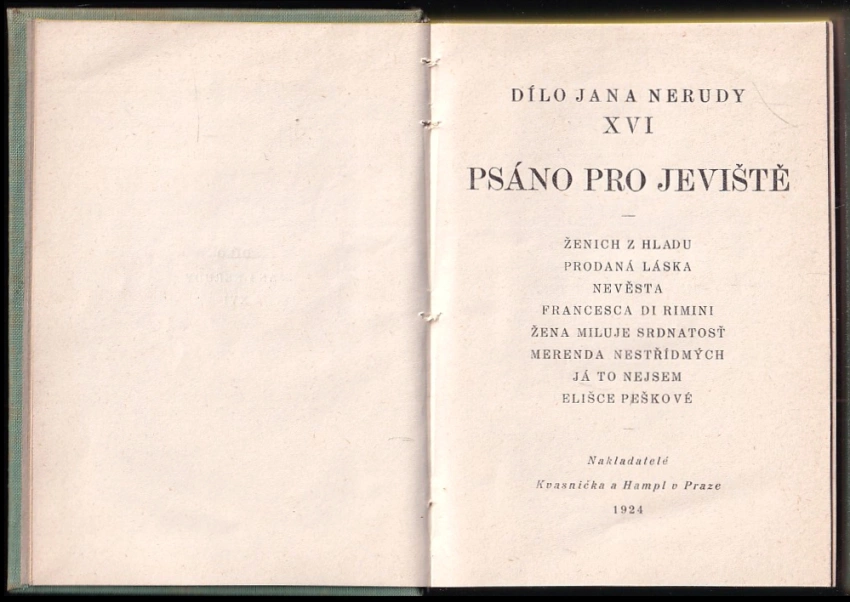 DÍLO JANA NERUDY
XVI
PSÁNO PRO JEVIŠTĚ
ŽENICH Z HLADU
PRODANÁ LÁSKA
NEVĚSTA
FRANCESCA DI RIMINI
ŽENA MILUJE SRDNATOSŤ
MERENDA NESTŘÍDMÝCH
JÁ TO NEJSEM
ELIŠCE PEŠKOVÉ
Nakladatelé
Kvasnička a Hampl v Praze
1924